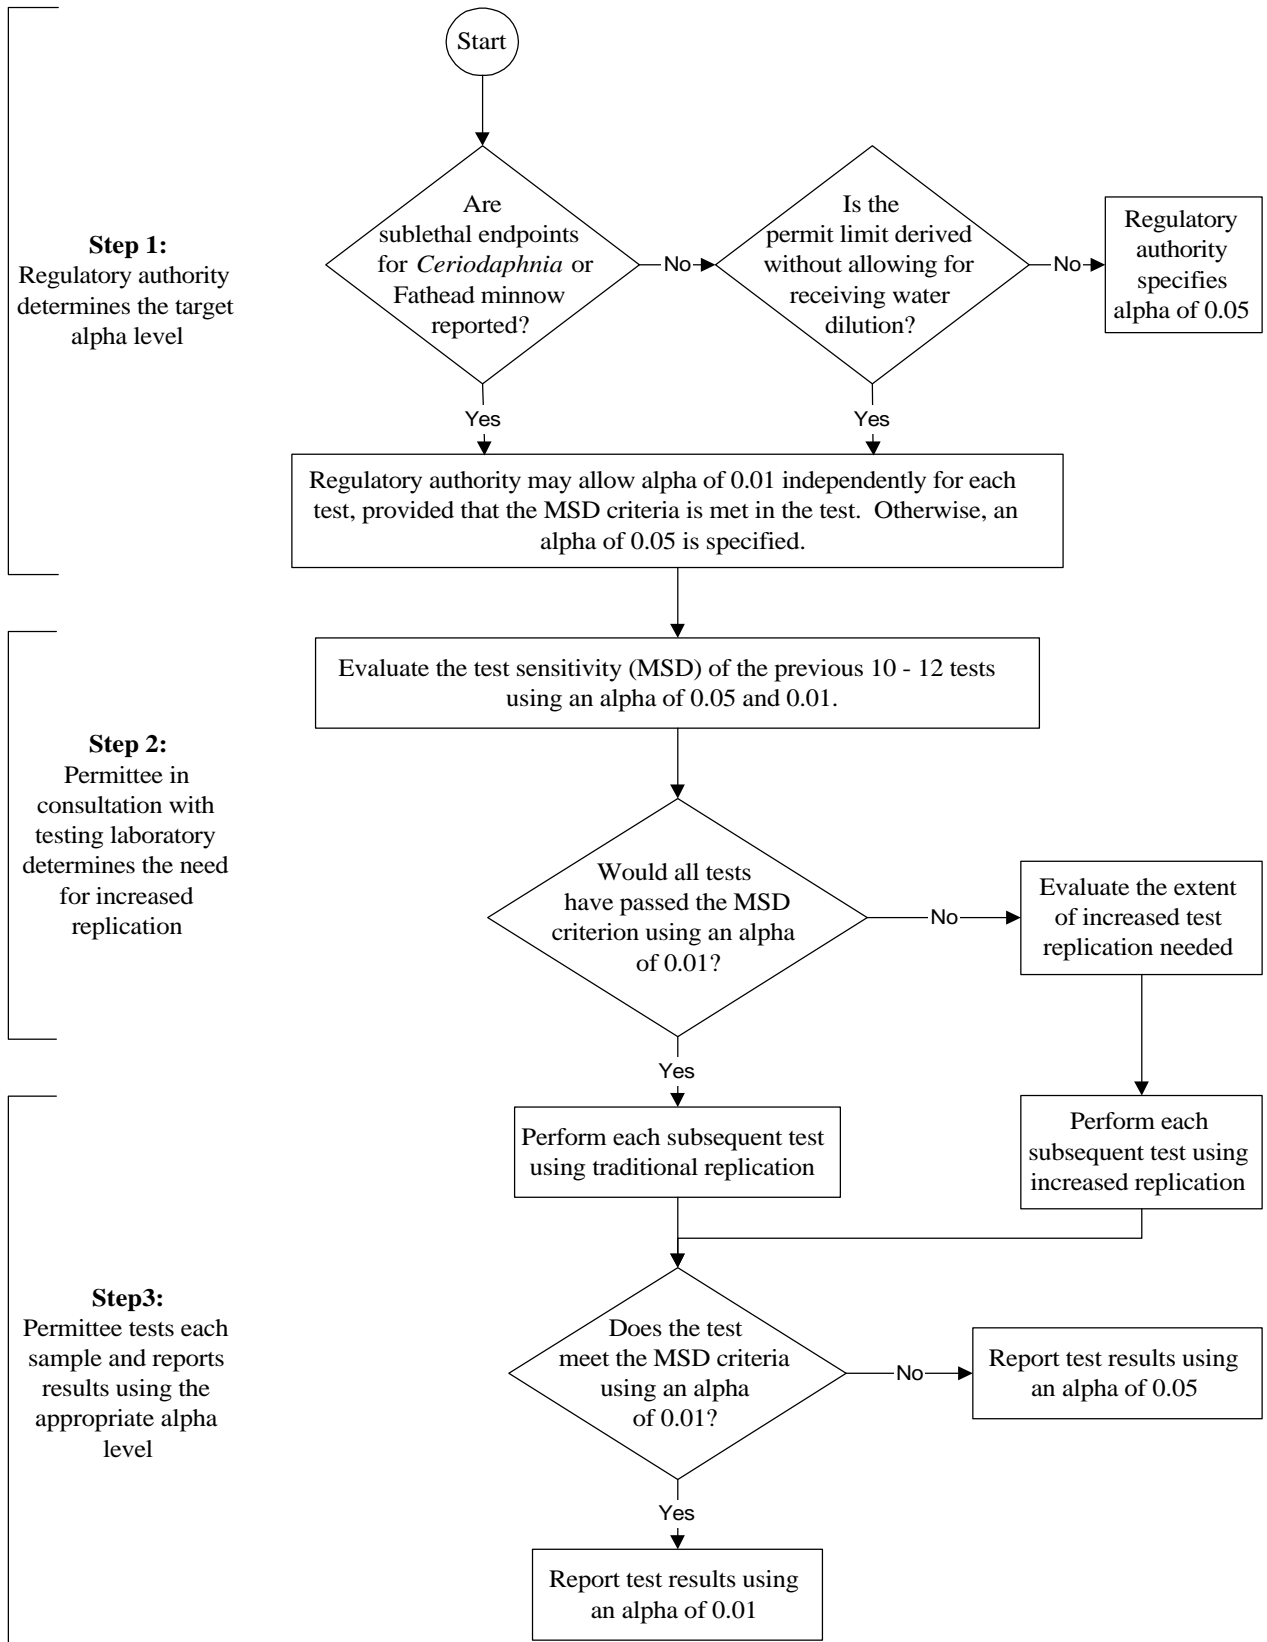 Start
Step 1:
Regulatory authority
determines the target
alpha level
Are
sublethal endpoints
for Ceriodaphnia or
Fathead minnow
reported?
No
Is the
permit limit derived
without allowing for
receiving water
dilution?
No
Regulatory
authority
specifies
alpha of 0.05
Yes
Yes
Regulatory authority may allow alpha of 0.01 independently for each
test, provided that the MSD criteria is met in the test.  Otherwise, an
alpha of 0.05 is specified.
Step 2:
Permittee in
consultation with
testing laboratory
determines the need
for increased
replication
Evaluate the test sensitivity (MSD) of the previous 10 - 12 tests
using an alpha of 0.05 and 0.01.
Would all tests
have passed the MSD
criterion using an alpha
of 0.01?
No
Evaluate the extent
of increased test
replication needed
Yes
Perform each subsequent test
using traditional replication
Perform each
subsequent test using
increased replication
Step3:
Permittee tests each
sample and reports
results using the
appropriate alpha
level
Does the test
meet the MSD criteria
using an alpha
of 0.01?
No
Report test results using
an alpha of 0.05
Yes
Report test results using
an alpha of 0.01